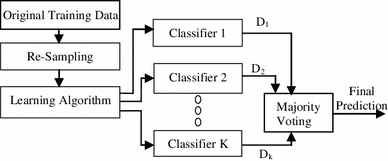 Original Training Data
Re-Sampling
Learning Algorithm
Classifier 1
D1
Classifier 2
D2
Classifier K
Dk
Majority
Voting
Final
Prediction